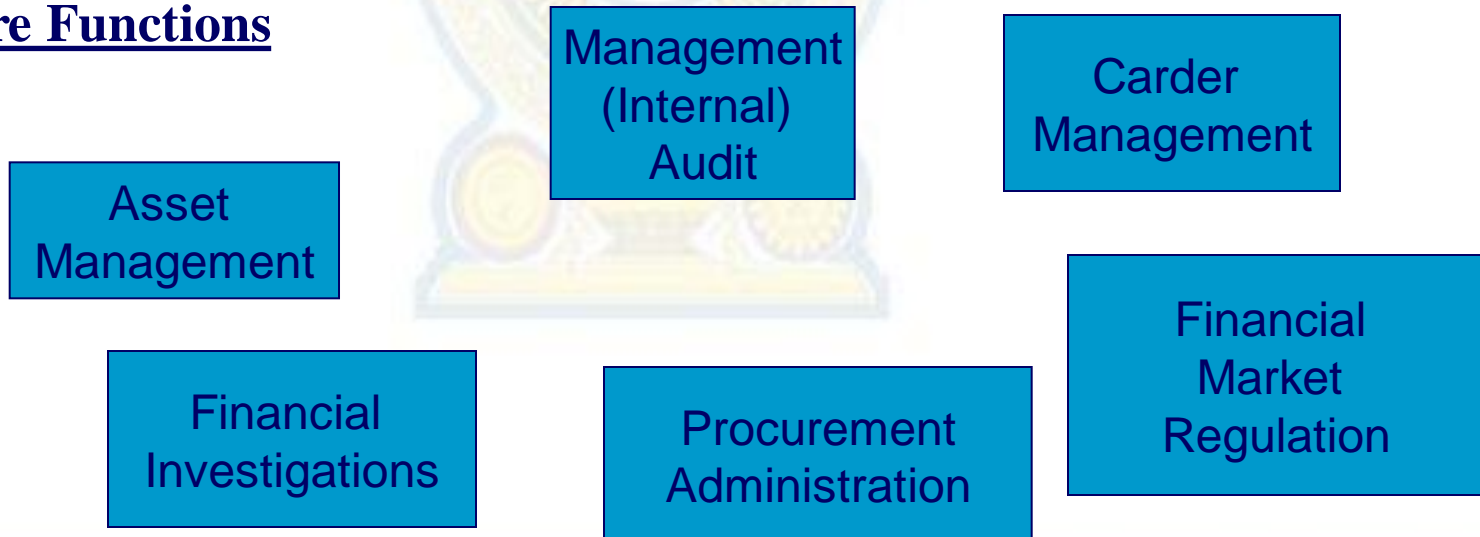 re Functions
Management
(Internal)
Audit
Carder
Management
Asset
Management
Financial
Market
Regulation
Financial
Investigations
Procurement
Administration